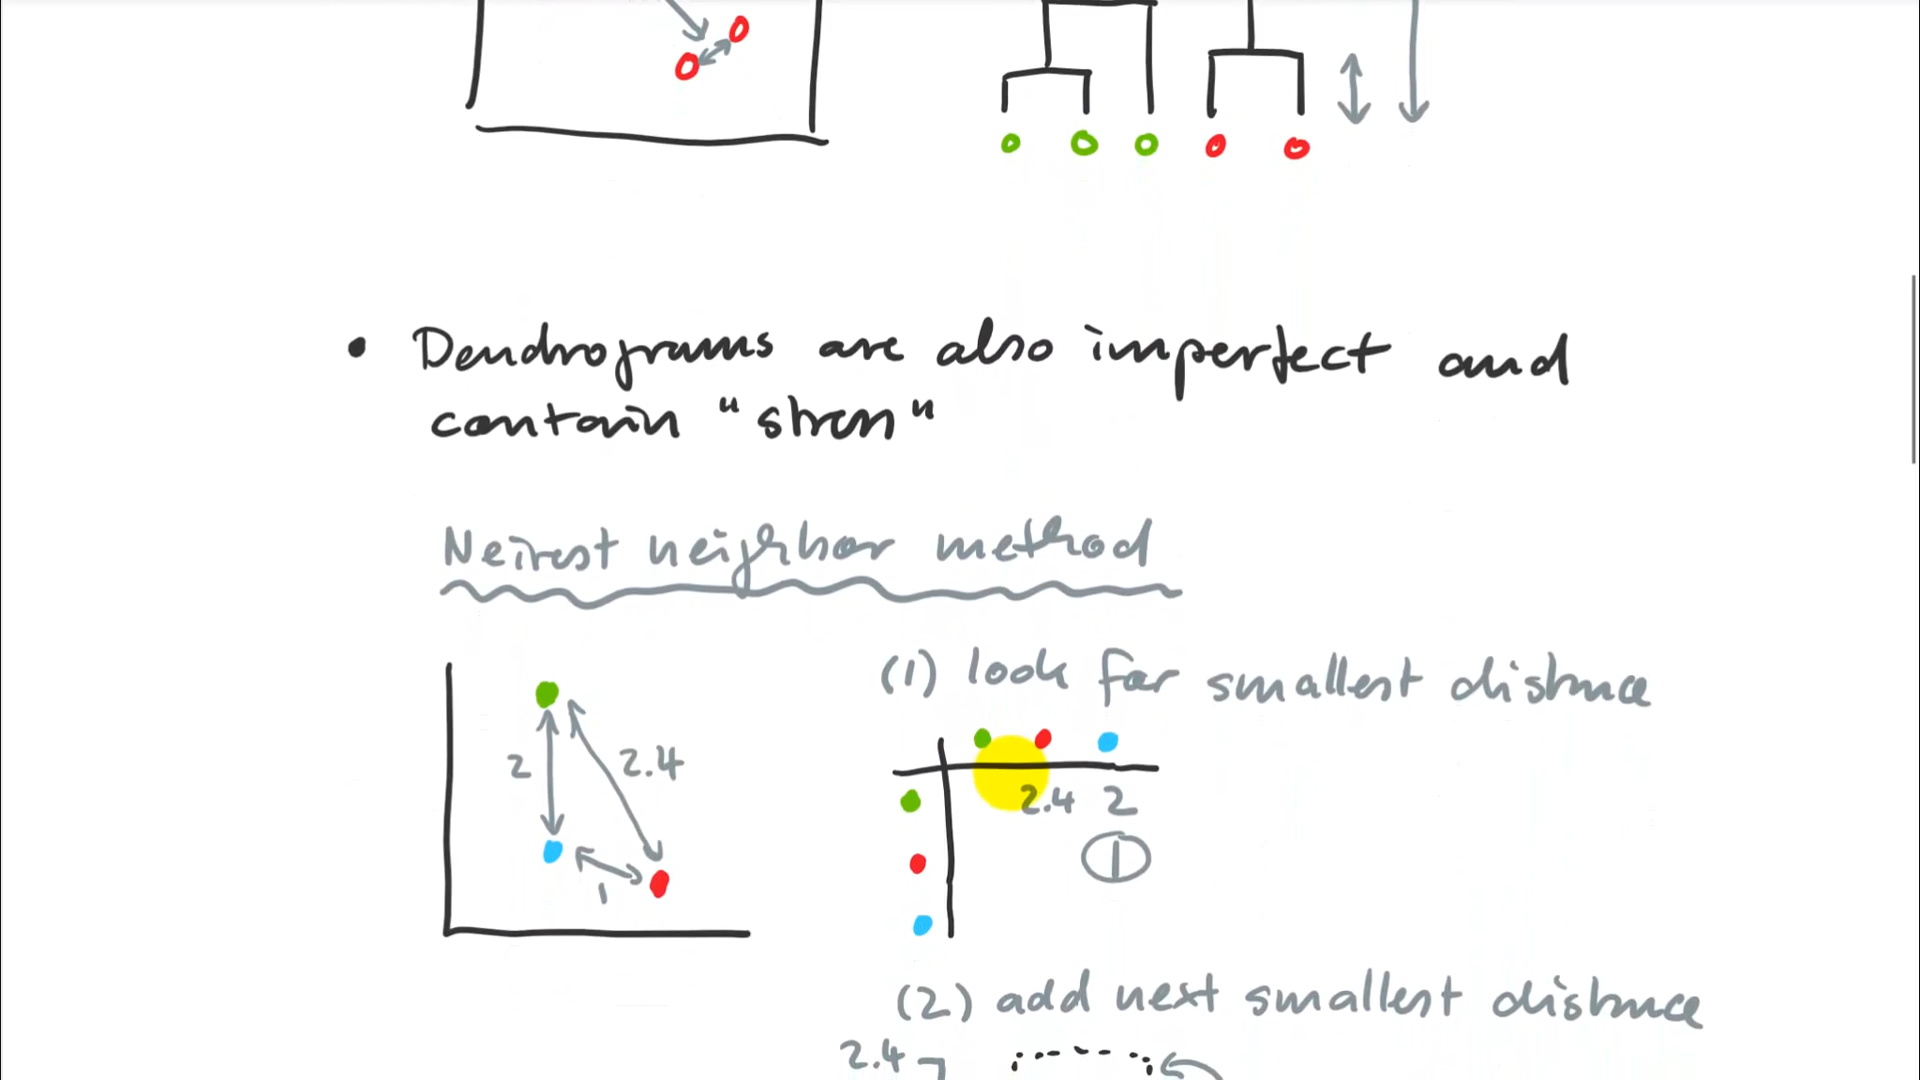 • Dendrograms are also imperfect and
contain "stress"
Neirest neighbor method
(1) look for smallest distance
2 2.4
2.4 2
1
1
(2) add next smallest distance
2.4